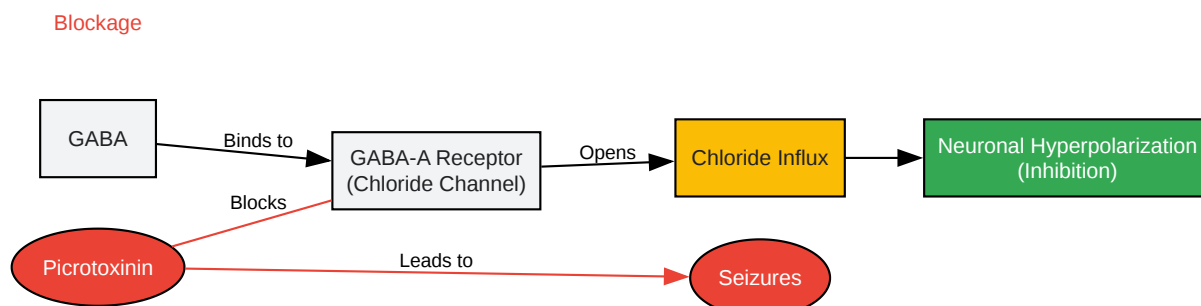 Blockage
GABA
Binds to
GABA-A Receptor
(Chloride Channel)
Opens
Chloride Influx
Neuronal Hyperpolarization
(Inhibition)
Blocks
Picrotoxinin
Leads to
Seizures